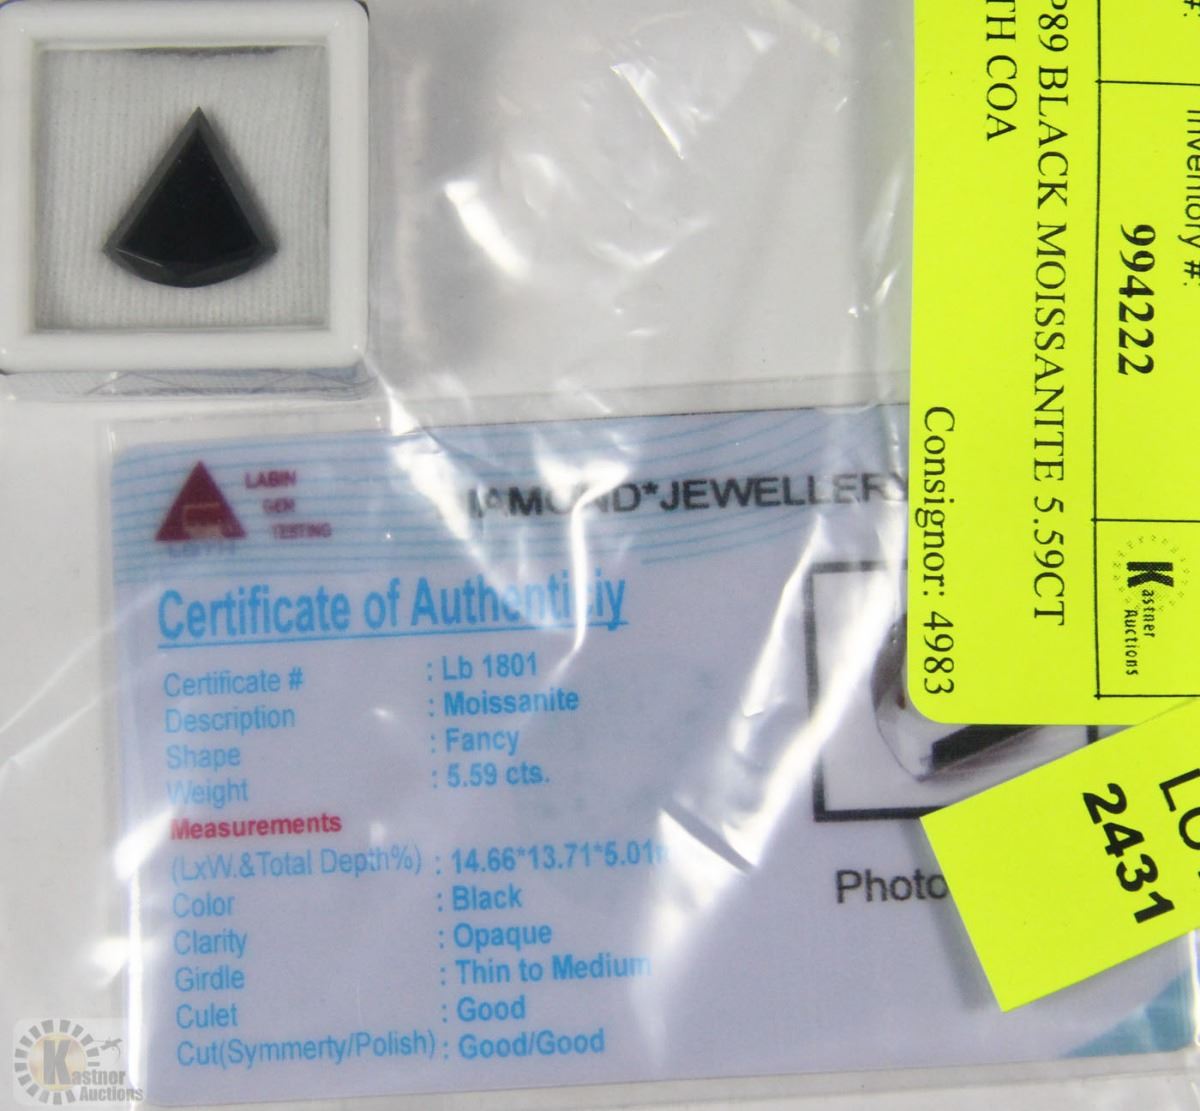 LABIN
GEM
TESTING
IAMOND*JEWELLERY
Certificate of Authenticiy
Certificate # : Lb 1801
Description : Moissanite
Shape : Fancy
Weight : 5.59 cts.
Measurements
(LxW.&Total Depth%) : 14.66*13.71*5.01
Color : Black
Clarity : Opaque
Girdle : Thin to Medium
Culet : Good
Cut(Symmerty/Polish) : Good/Good
Photo
P89 BLACK MOISSANITE 5.59CT
TH COA
Consignor: 4983
Inventory #:
994222
Kastner
Auctions
LOT
2431
Kastner
Auctions